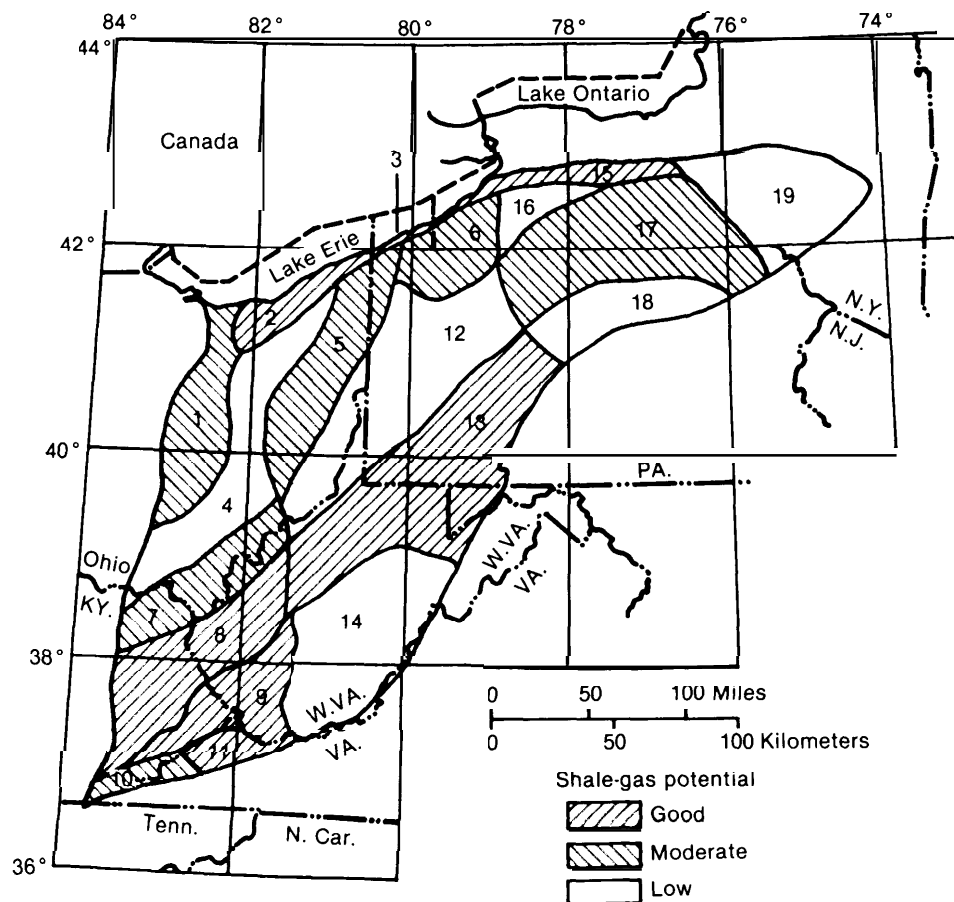 84° 82° 80° 78° 76° 74°
44°
Lake Ontario
Canada
3
15
19
16
6
17
42°
Lake Erie
18
2
12
5
N.Y.
N.J.
1
13
40°
PA.
4
W.VA.
VA.
Ohio
KY.
7
8
14
38°
9
0 50 100 Miles
W.VA.
VA.
11
0 50 100 Kilometers
10
Shale-gas potential
Good
Tenn.
N. Car.
Moderate
36°
Low